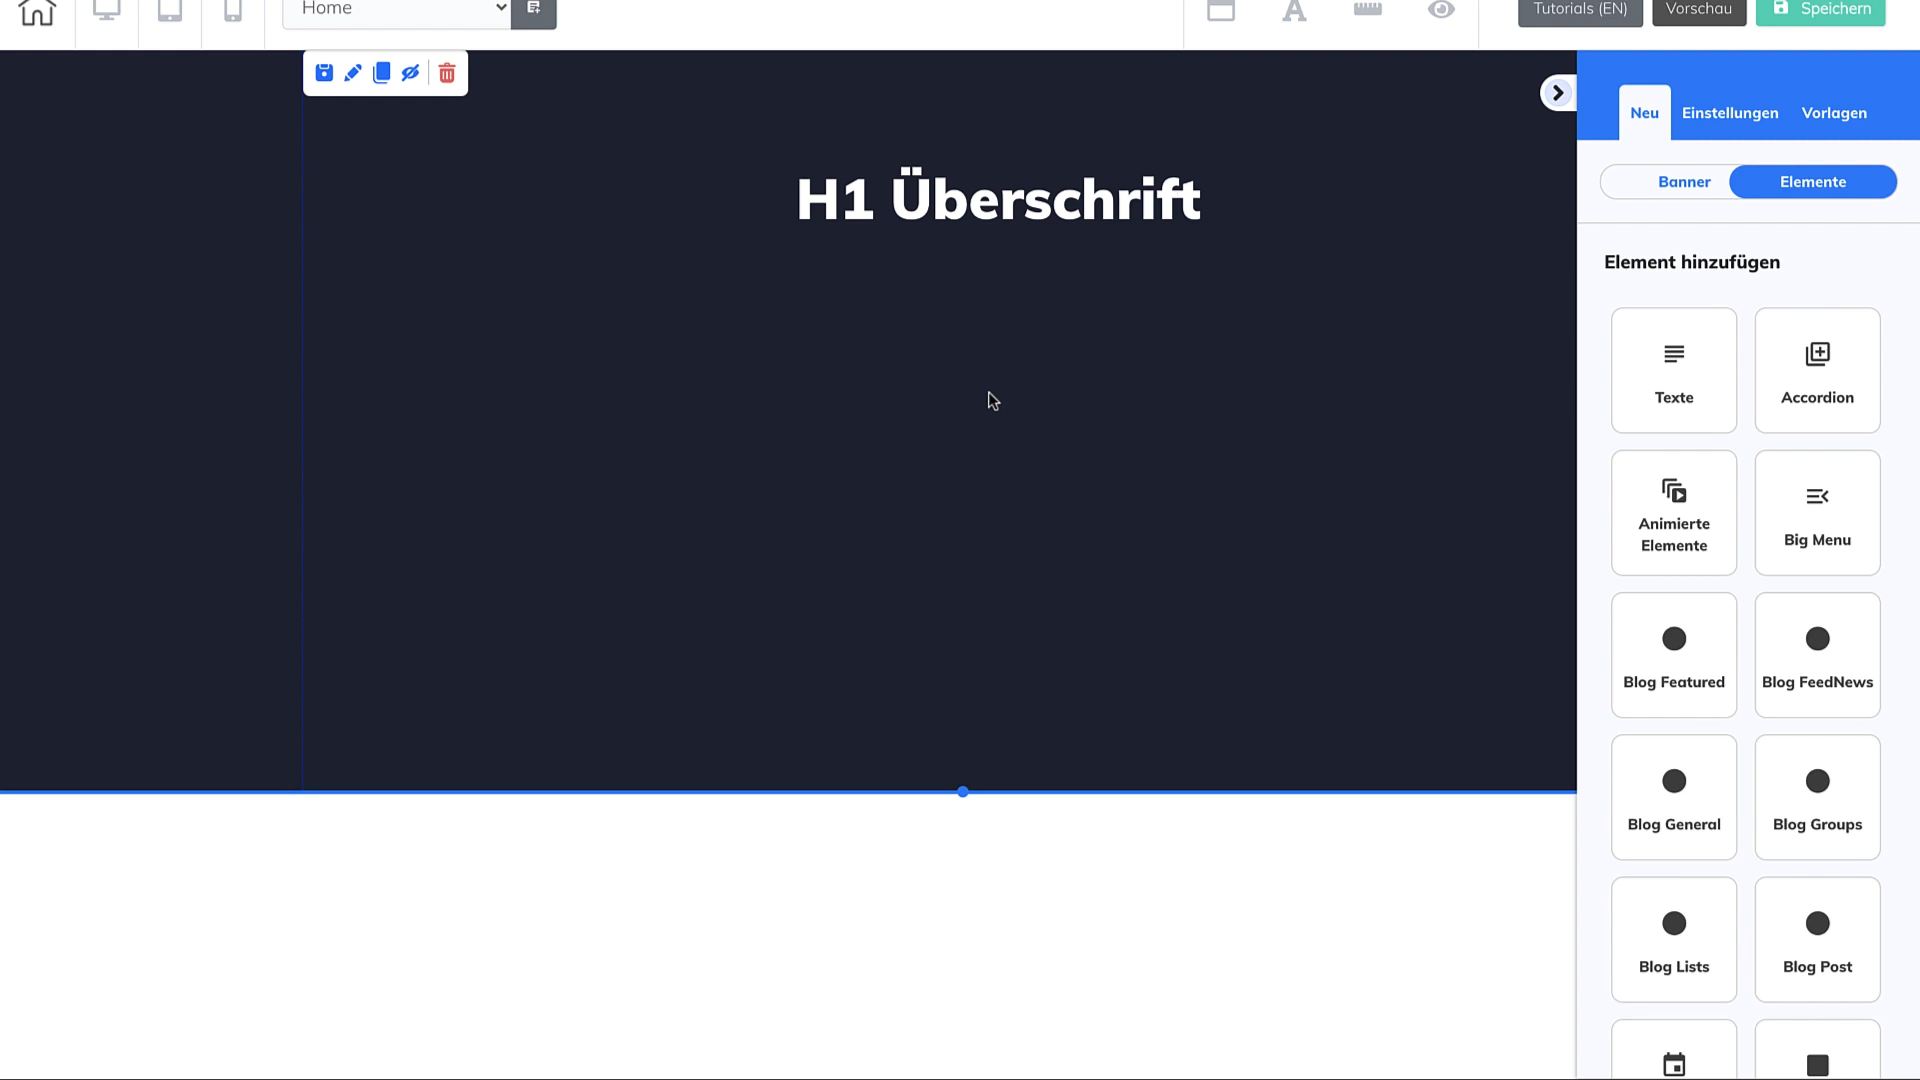 Home
Tutorials (EN)
Vorschau
Speichern
Neu
Einstellungen
Vorlagen
Banner
Elemente
H1 Überschrift
Element hinzufügen
Texte
Accordion
Animierte
Elemente
Big Menu
Blog Featured
Blog FeedNews
Blog General
Blog Groups
Blog Lists
Blog Post